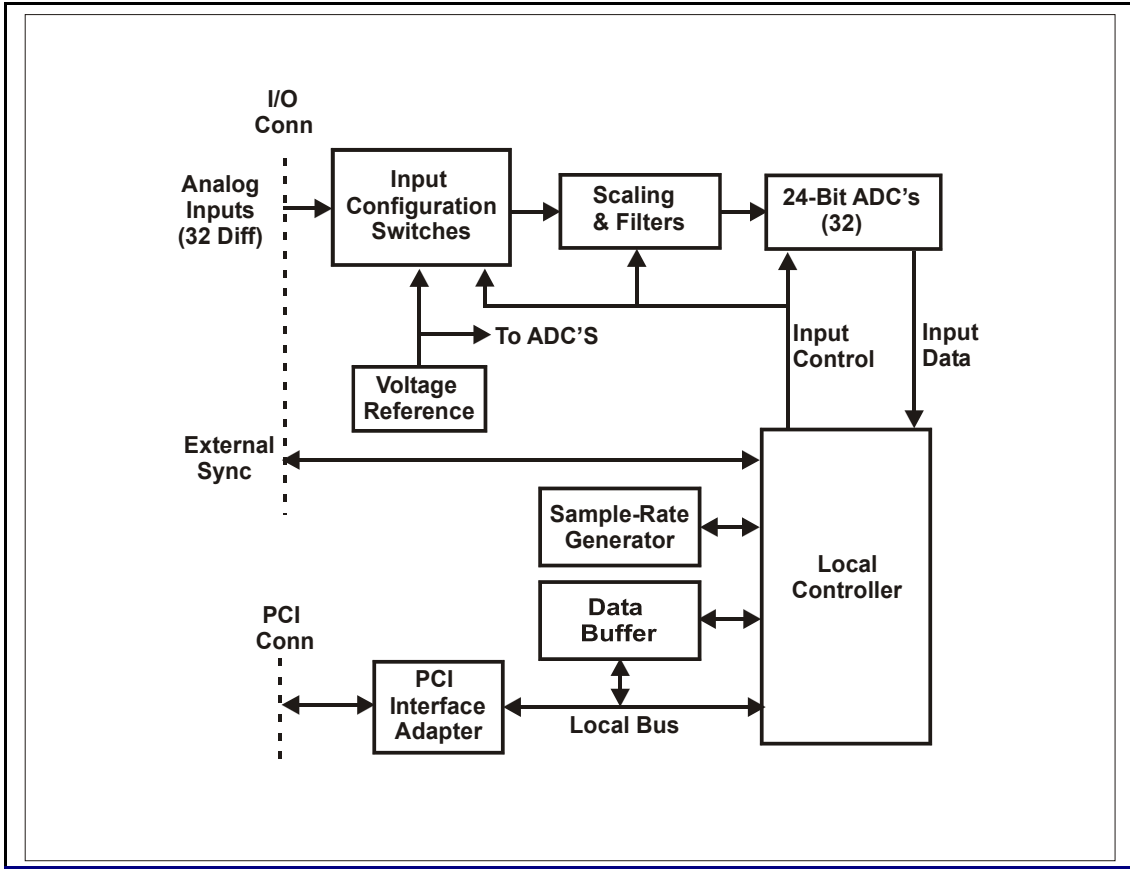 I/O
Conn
Analog
Inputs
(32 Diff)
Input
Configuration
Switches
Scaling
& Filters
24-Bit ADC's
(32)
To ADC'S
Input
Control
Input
Data
Voltage
Reference
External
Sync
Sample-Rate
Generator
Local
Controller
Data
Buffer
PCI
Conn
PCI
Interface
Adapter
Local Bus